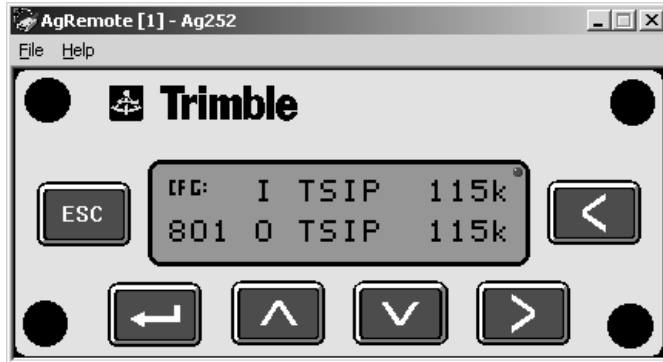 AgRemote [1] - Ag252
File Help
Trimble
CFG: I TSIP 115k
ESC
801 O TSIP 115k